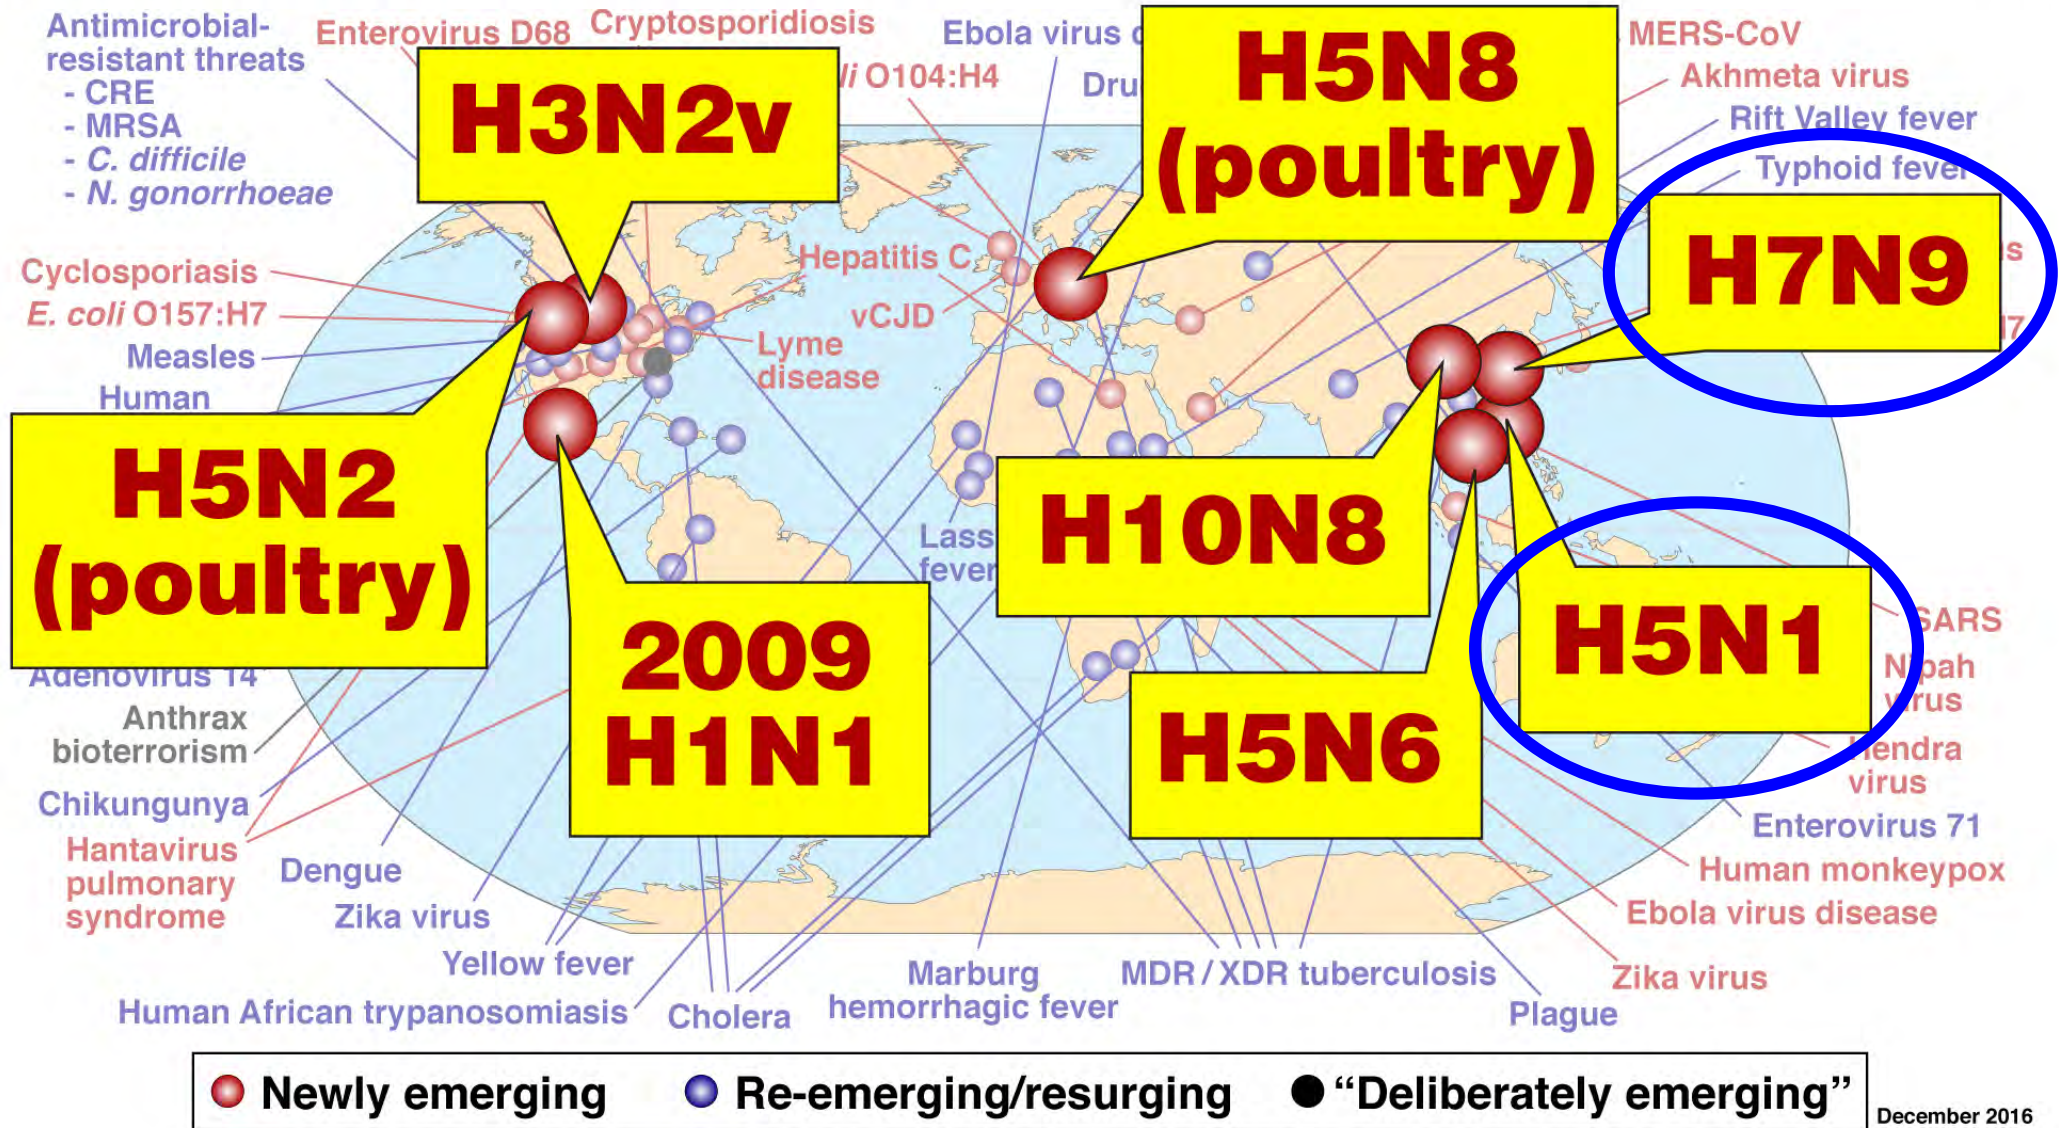 Antimicrobial-
resistant threats
- CRE
- MRSA
- C. difficile
- N. gonorrhoeae
Enterovirus D68
Cryptosporidiosis
O104:H4
Ebola virus
MERS-CoV
Akhmeta virus
Rift Valley fever
Typhoid fever
H3N2v
H5N8
(poultry)
H7N9
Cyclosporiasis
E. coli O157:H7
Measles
Human
Hepatitis C
vCJD
Lyme
disease
H5N2
(poultry)
H10N8
fever
2009
H1N1
H5N6
H5N1
SARS
Nipah
virus
Hendra
virus
Adenovirus 14
Anthrax
bioterrorism
Chikungunya
Hantavirus
pulmonary
syndrome
Dengue
Zika virus
Yellow fever
Human African trypanosomiasis
Cholera
Marburg
hemorrhagic fever
MDR / XDR tuberculosis
Plague
Enterovirus 71
Human monkeypox
Ebola virus disease
Zika virus
Newly emerging
Re-emerging/resurging
“Deliberately emerging”
December 2016